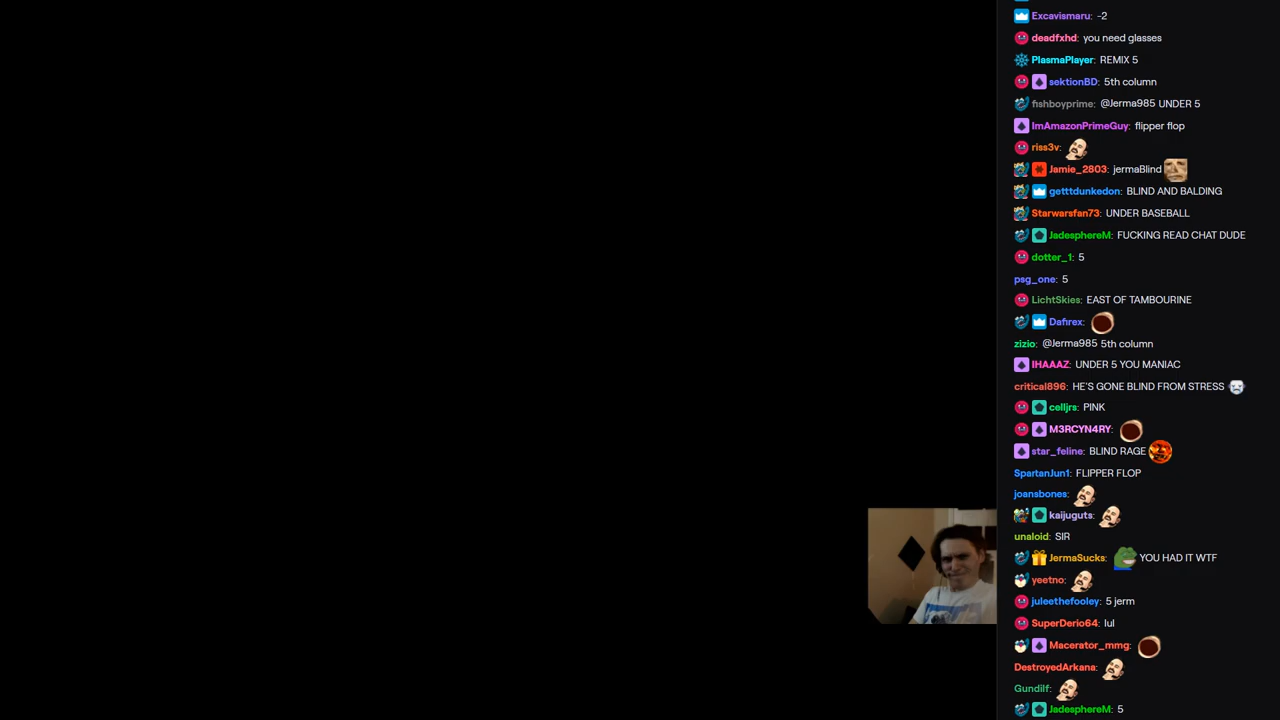 Excavismaru: -2
deadfxhd: you need glasses
PlasmaPlayer: REMIX 5
sektionBD: 5th column
fishboyprime: @Jerma985 UNDER 5
ImAmazonPrimeGuy: flipper flop
riss3v:
Jamie_2803: jermaBlind
getttdunkedon: BLIND AND BALDING
Starwarsfan73: UNDER BASEBALL
JadesphereM: FUCKING READ CHAT DUDE
dotter_1: 5
psg_one: 5
LichtSkies: EAST OF TAMBOURINE
Dafirex:
zizio: @Jerma985 5th column
IHAAAZ: UNDER 5 YOU MANIAC
critical896: HE'S GONE BLIND FROM STRESS
celljrs: PINK
M3RCYN4RY:
star_feline: BLIND RAGE
SpartanJun1: FLIPPER FLOP
joansbones:
kaijuguts:
unaloid: SIR
JermaSucks: YOU HAD IT WTF
yeetno:
juleethefooley: 5 jerm
SuperDerio64: lul
Macerator_mmg:
DestroyedArkana:
Gundilf:
JadesphereM: 5